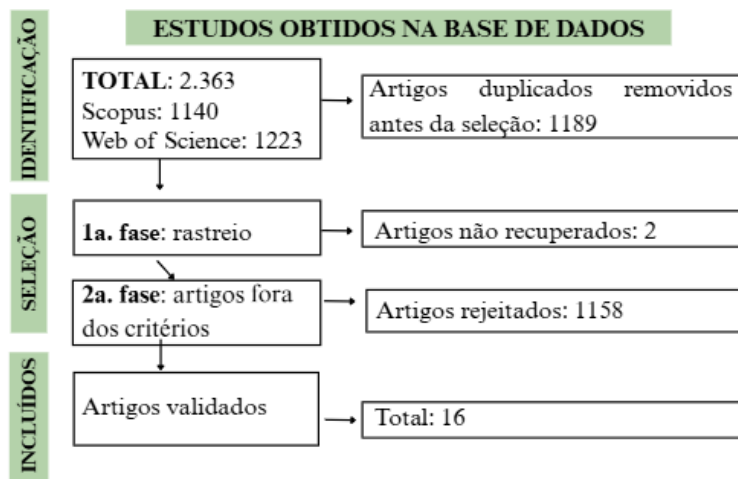 ESTUDOS OBTIDOS NA BASE DE DADOS
IDENTIFICAÇÃO
TOTAL: 2.363
Scopus: 1140
Web of Science: 1223
Artigos duplicados removidos
antes da seleção: 1189
SELEÇÃO
1a. fase: rastreio
Artigos não recuperados: 2
2a. fase: artigos fora
dos critérios
Artigos rejeitados: 1158
INCLUÍDOS
Artigos validados
Total: 16